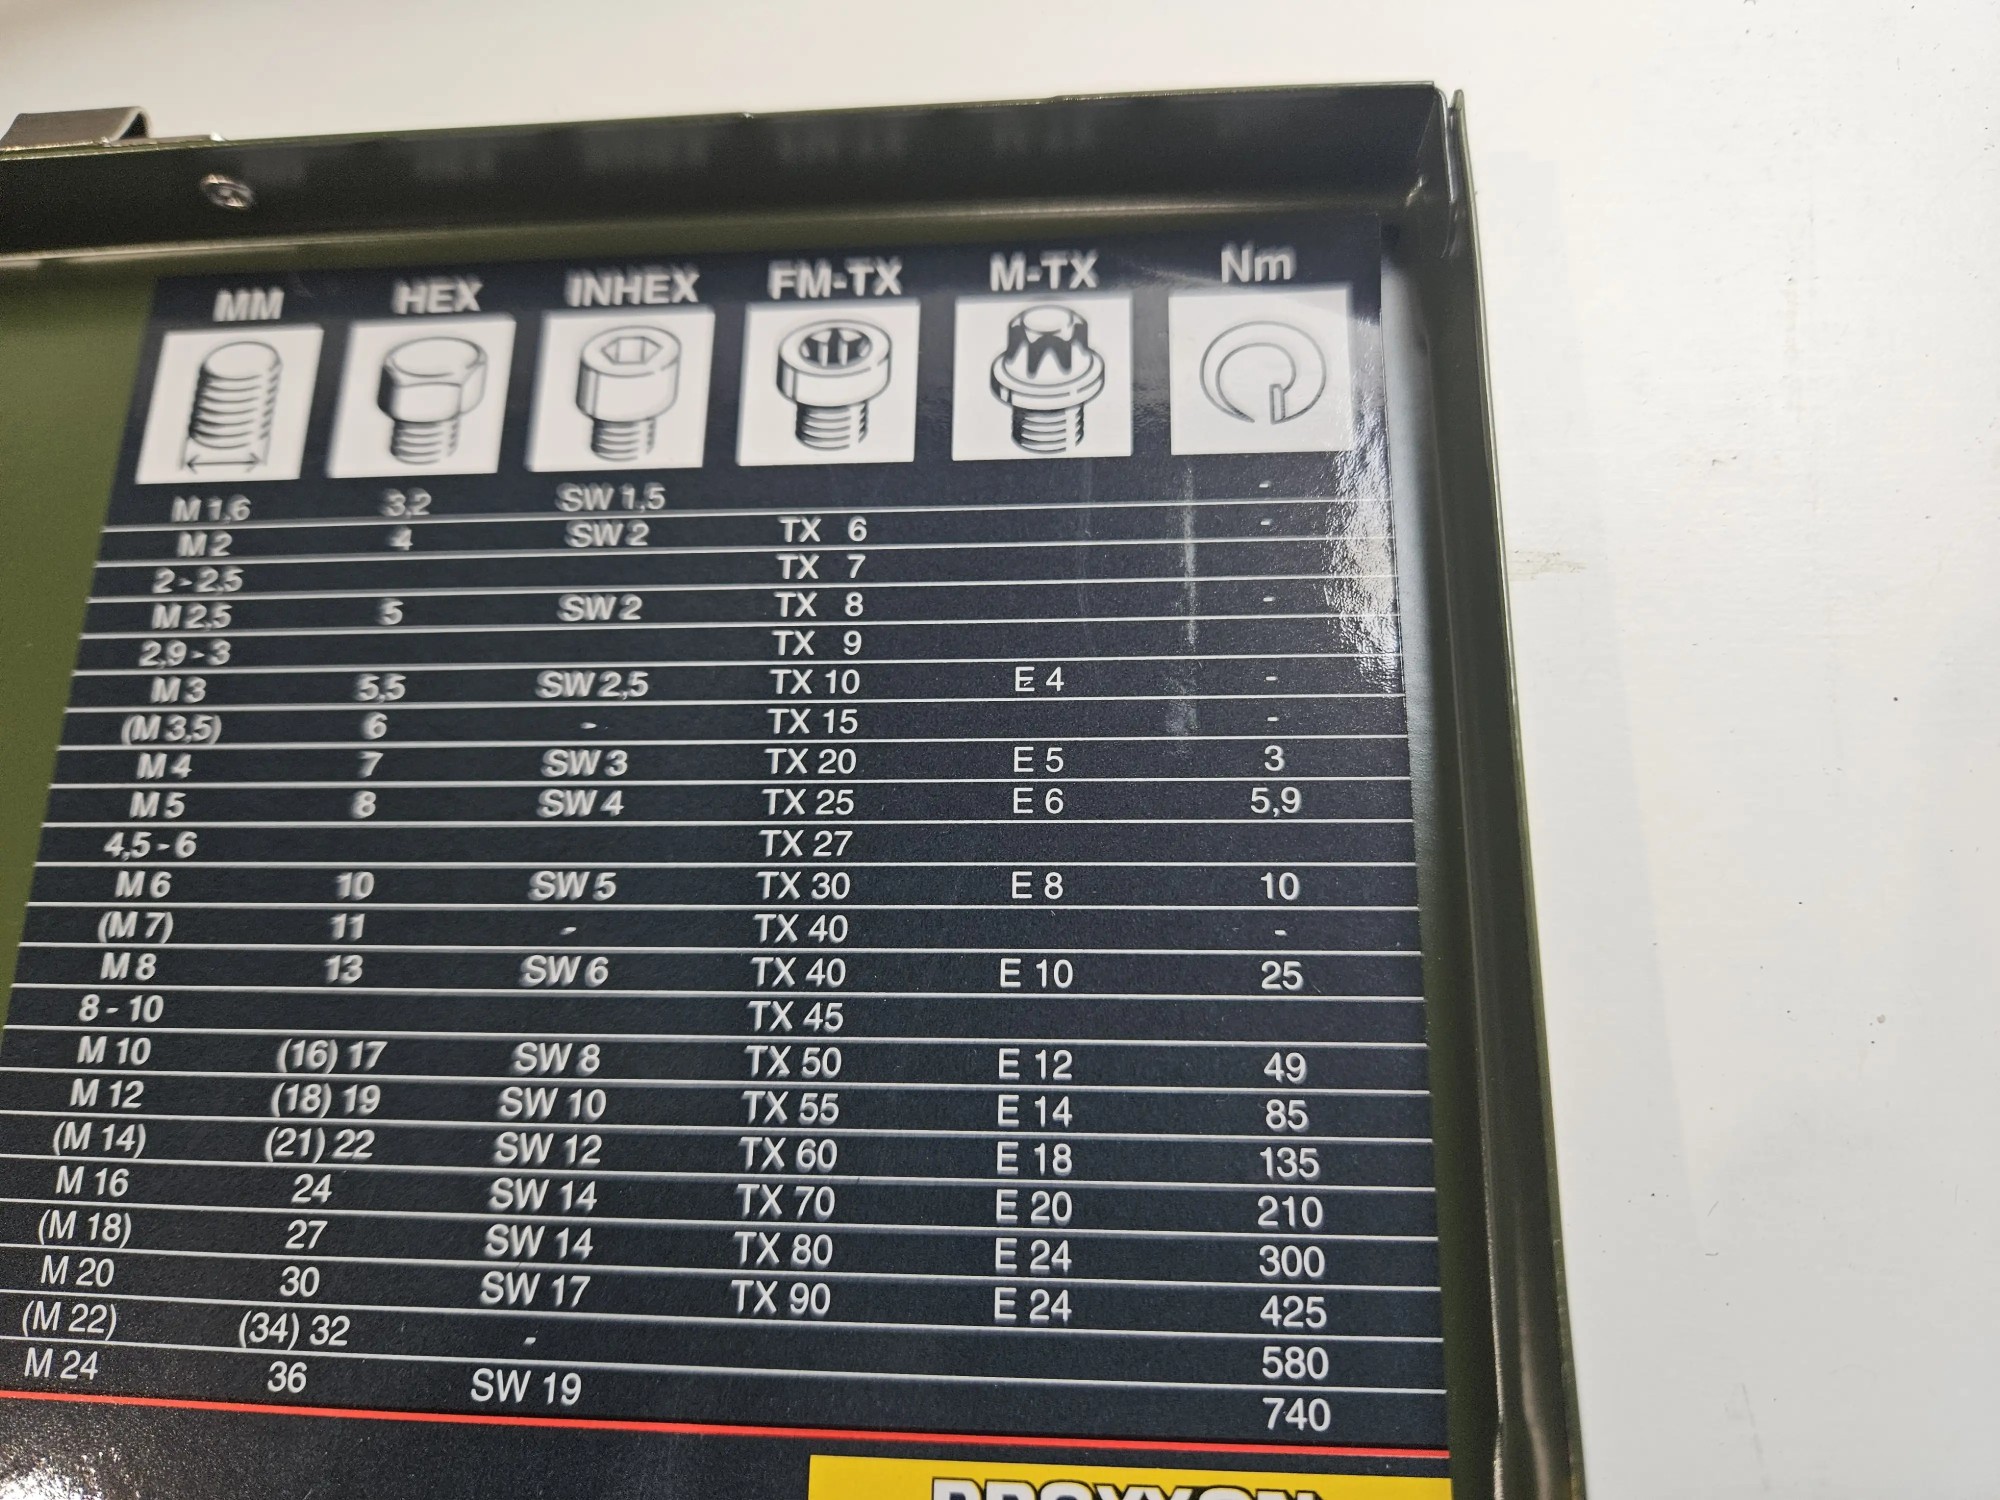 MM HEX INHEX FM-TX M-TX Nm
M 1,6 3,2 SW 1,5 -
M 2 4 SW 2 TX 6 -
2 - 2,5 TX 7
M 2,5 5 SW 2 TX 8 -
2,9 - 3 TX 9
M 3 5,5 SW 2,5 TX 10 E 4 -
(M 3,5) 6 - TX 15 -
M 4 7 SW 3 TX 20 E 5 3
M 5 8 SW 4 TX 25 E 6 5,9
4,5 - 6 TX 27
M 6 10 SW 5 TX 30 E 8 10
(M 7) 11 - TX 40 -
M 8 13 SW 6 TX 40 E 10 25
8 - 10 TX 45
M 10 (16) 17 SW 8 TX 50 E 12 49
M 12 (18) 19 SW 10 TX 55 E 14 85
(M 14) (21) 22 SW 12 TX 60 E 18 135
M 16 24 SW 14 TX 70 E 20 210
(M 18) 27 SW 14 TX 80 E 24 300
M 20 30 SW 17 TX 90 E 24 425
(M 22) (34) 32 - 580
M 24 36 SW 19 740
PROXXON